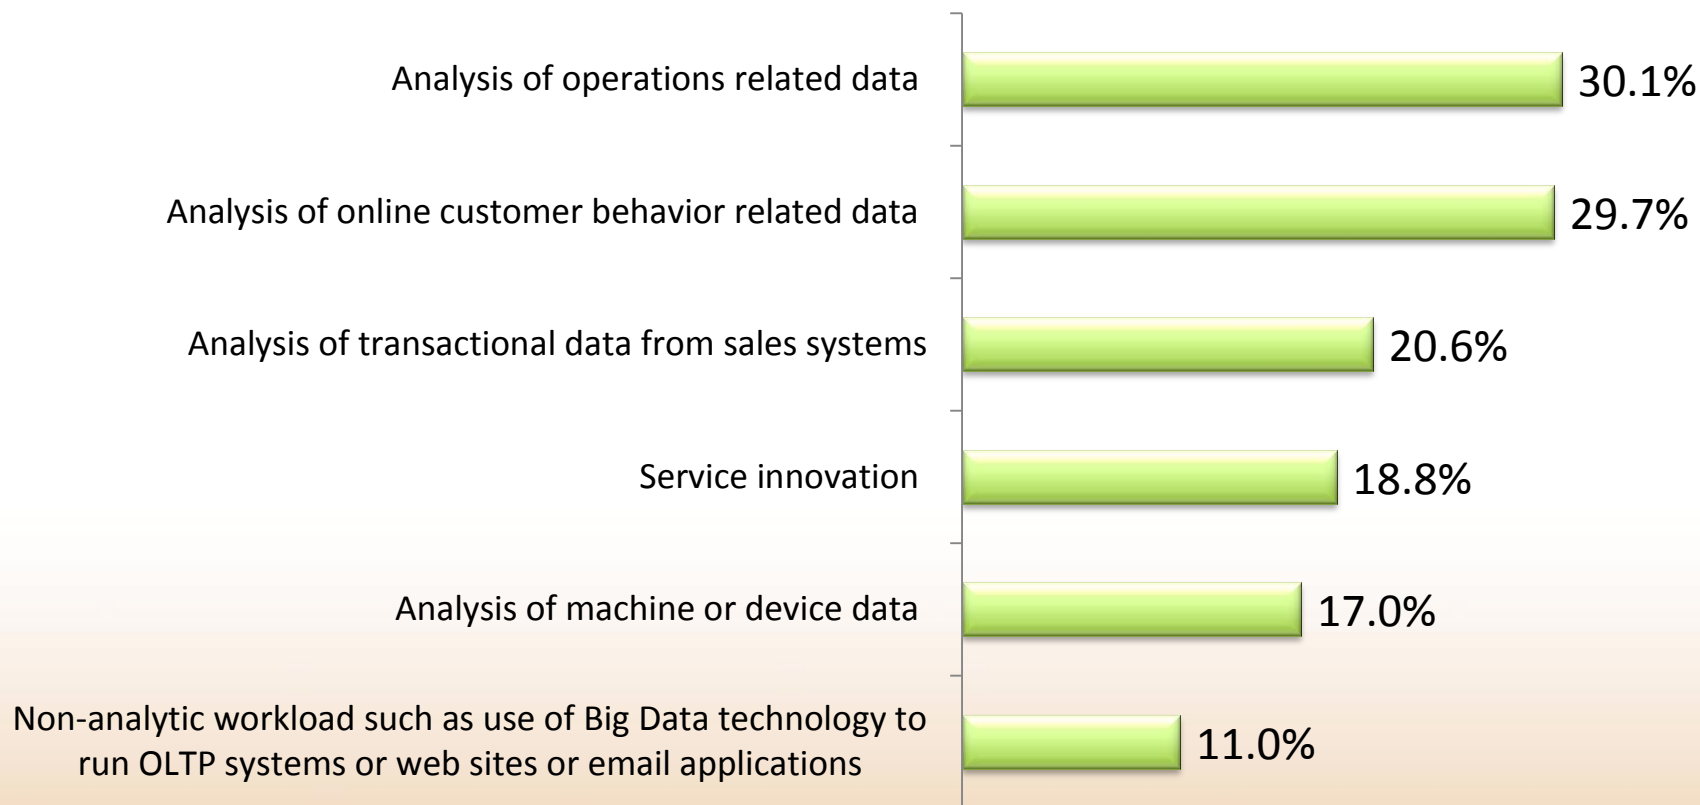 Analysis of operations related data
30.1%
Analysis of online customer behavior related data
29.7%
Analysis of transactional data from sales systems
20.6%
Service innovation
18.8%
Analysis of machine or device data
17.0%
Non-analytic workload such as use of Big Data technology to
run OLTP systems or web sites or email applications
11.0%